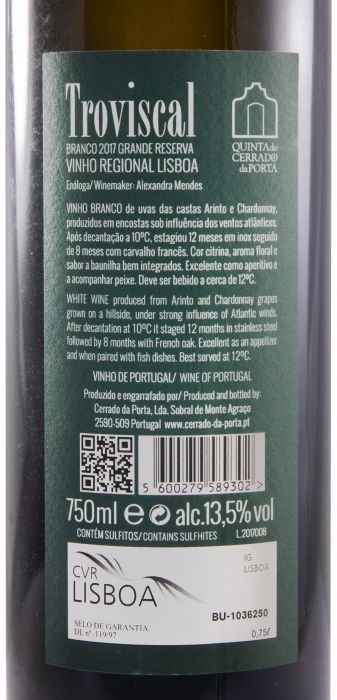 Troviscal
BRANCO 2017 GRANDE RESERVA
VINHO REGIONAL LISBOA
Enóloga/ Winemaker: Alexandra Mendes
QUINTA do
CERRADO
da PORTA
VINHO BRANCO de uvas das castas Arinto e Chardonnay,
produzidos em encostas sob influência dos ventos atlânticos.
Após decantação a 10ºC, estagiou 12 meses em inox seguido
de 8 meses com carvalho francês. Cor citrina, aroma floral e
sabor a baunilha bem integrados. Excelente como aperitivo e
a acompanhar peixe. Deve ser bebido a cerca de 12ºC.
WHITE WINE produced from Arinto and Chardonnay grapes
grown on a hillside, under strong influence of Atlantic winds.
After decantation at 10ºC it staged 12 months in stainless steel
followed by 8 months with French oak. Excellent as an appetizer
and when paired with fish dishes. Best served at 12ºC.
VINHO DE PORTUGAL/ WINE OF PORTUGAL
Produzido e engarrafado por/ Produced and bottled by:
Cerrado da Porta, Lda. Sobral de Monte Agraço
2590-509 Portugal www.cerrado-da-porta.pt
5 600279 589302 >
750ml e alc.13,5% vol
CONTÉM SULFITOS/ CONTAINS SULFHITES
L.2017008
CVR
LISBOA
IG
LISBOA
BU-1036250
SELO DE GARANTIA
DL nº. 119/97
0,75ℓ